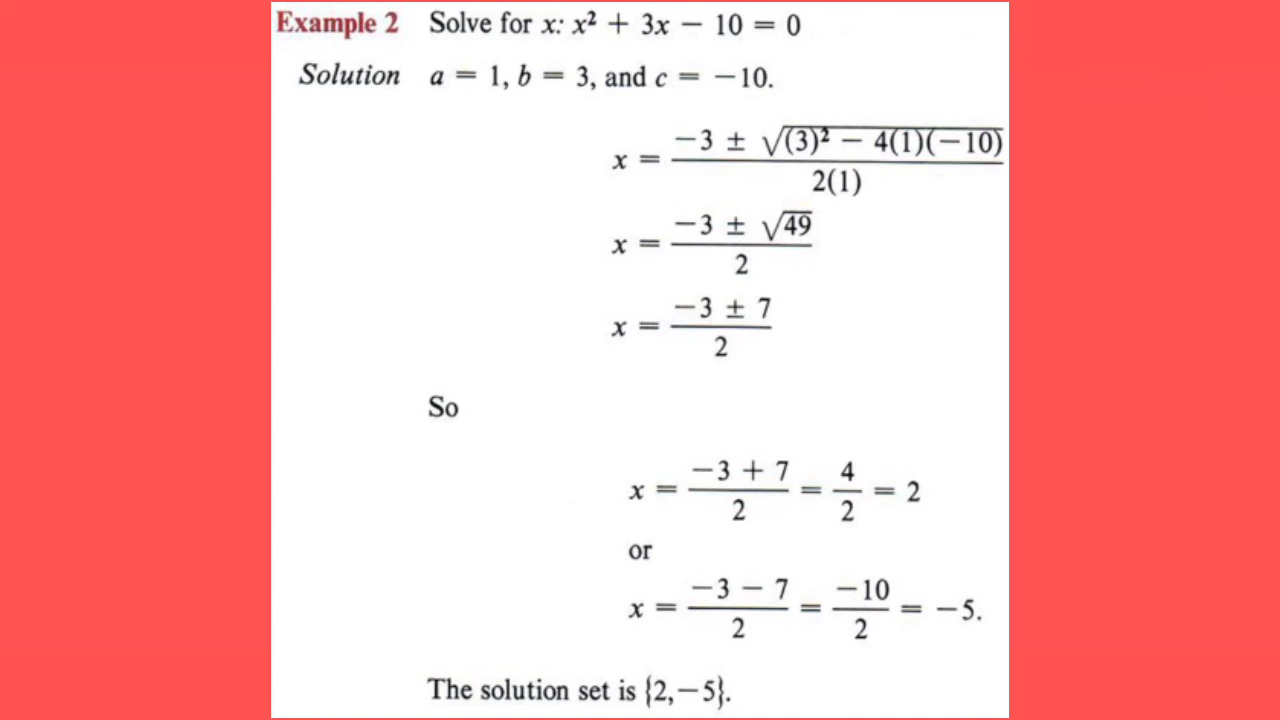 Example 2 Solve for x: x² + 3x − 10 = 0
Solution a = 1, b = 3, and c = −10.
x = (−3 ± √((3)² − 4(1)(−10))) / 2(1)
x = (−3 ± √49) / 2
x = (−3 ± 7) / 2
So
x = (−3 + 7) / 2 = 4 / 2 = 2
or
x = (−3 − 7) / 2 = −10 / 2 = −5.
The solution set is {2,−5}.